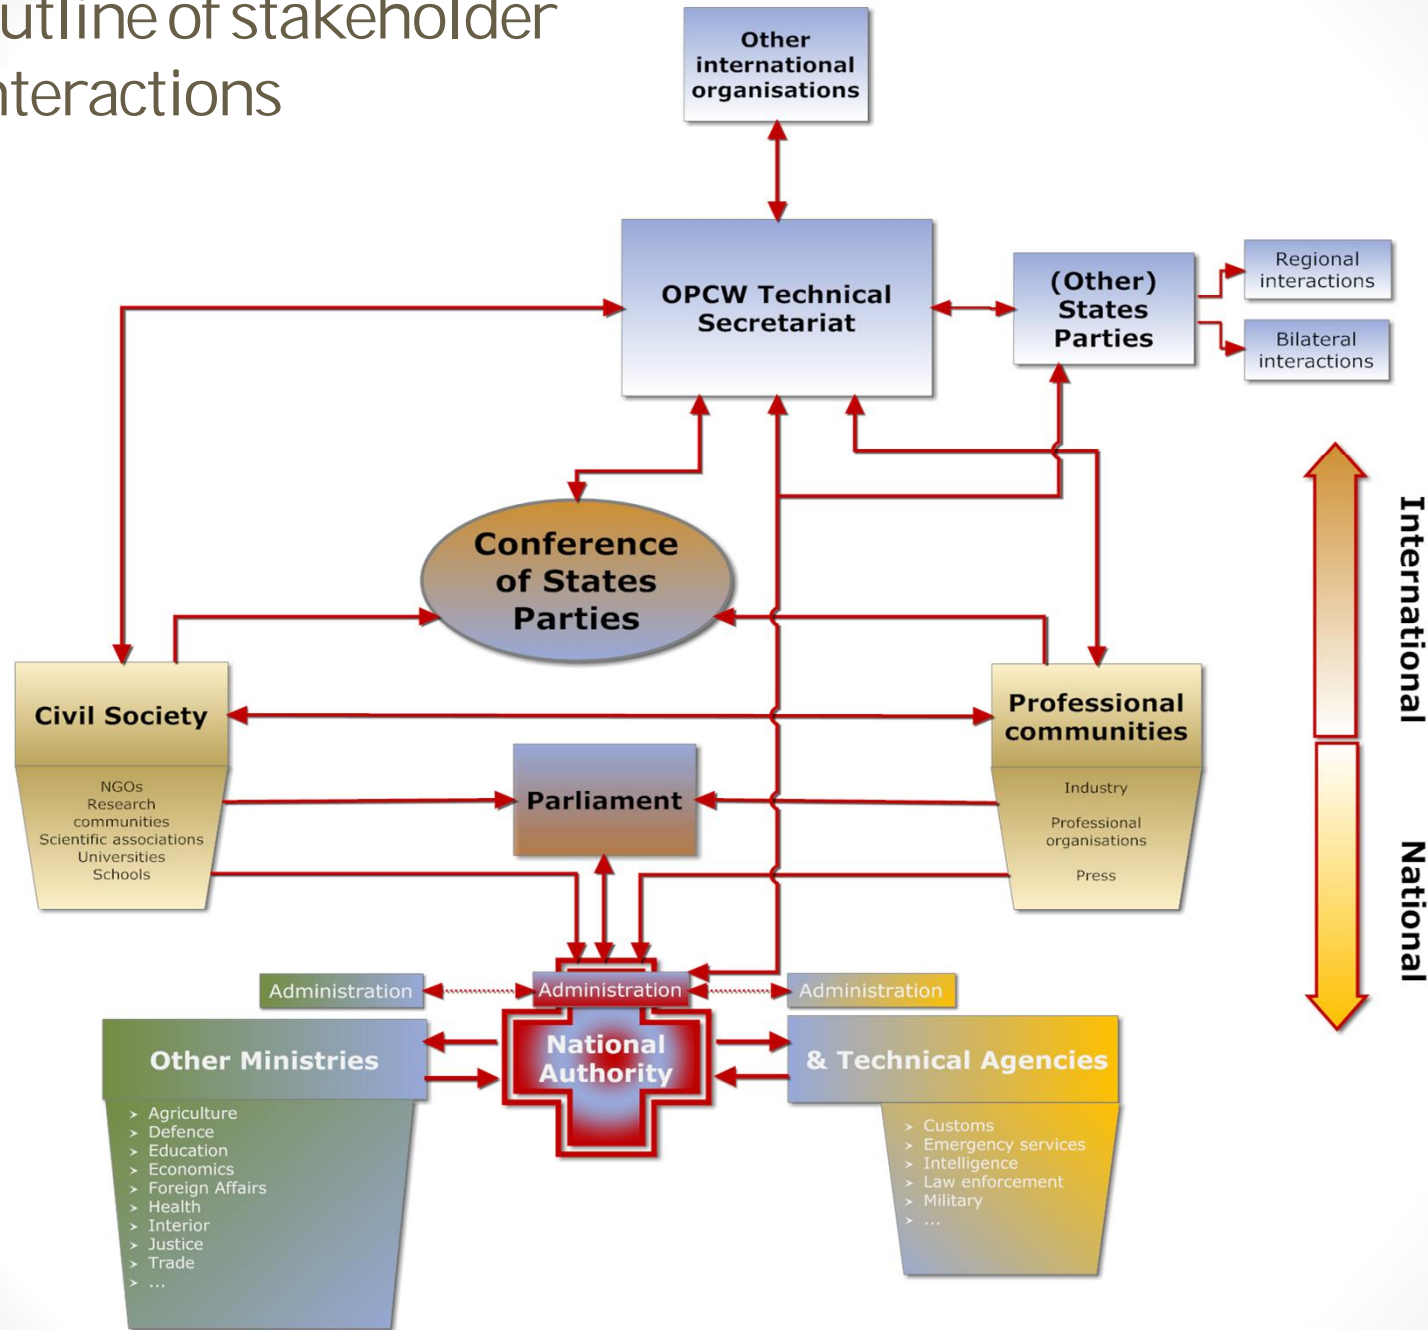 utline of stakeholder
nteractions
Other
international
organisations
OPCW Technical
Secretariat
(Other)
States
Parties
Regional
interactions
Bilateral
interactions
Conference
of States
Parties
International
Civil Society
Professional
communities
NGOs
Research
communities
Scientific associations
Universities
Schools
Parliament
Industry
Professional
organisations
Press
National
Administration
Administration
Administration
Other Ministries
National
Authority
& Technical Agencies
➢ Agriculture
➢ Defence
➢ Education
➢ Economics
➢ Foreign Affairs
➢ Health
➢ Interior
➢ Justice
➢ Trade
➢ ...
➢ Customs
➢ Emergency services
➢ Intelligence
➢ Law enforcement
➢ Military
➢ ...